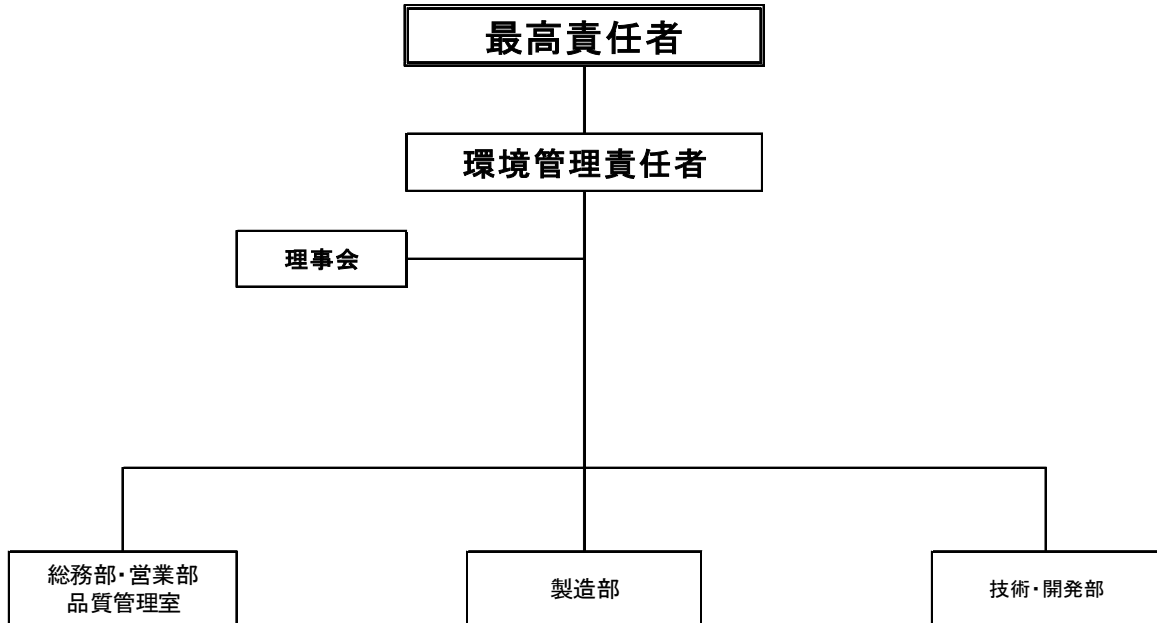 最高責任者
環境管理責任者
理事会
総務部・営業部
品質管理室
製造部
技術・開発部